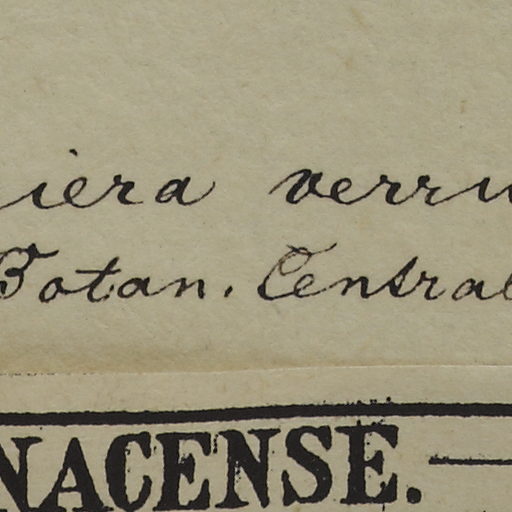 iera verru
Botan. Central
NACENSE.